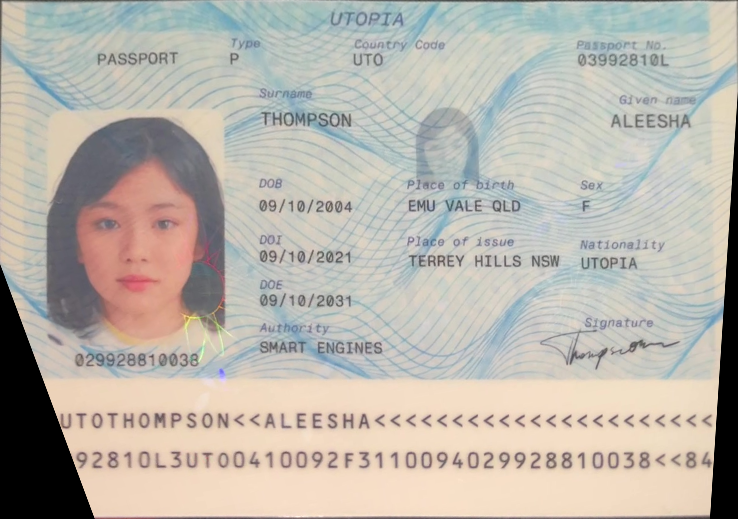 UTOPIA
PASSPORT
Type
P
Country Code
UTO
Passport No.
03992810L
Surname
THOMPSON
Given name
ALEESHA
DOB
09/10/2004
Place of birth
EMU VALE QLD
Sex
F
DOI
09/10/2021
Place of issue
TERREY HILLS NSW
Nationality
UTOPIA
DOE
09/10/2031
Authority
SMART ENGINES
Signature
Thompson
029928810038
UTOTHOMPSON<<ALEESHA<<<<<<<<<<<<<<<<<<<<<
92810L3UTO0410092F3110094029928810038<<84